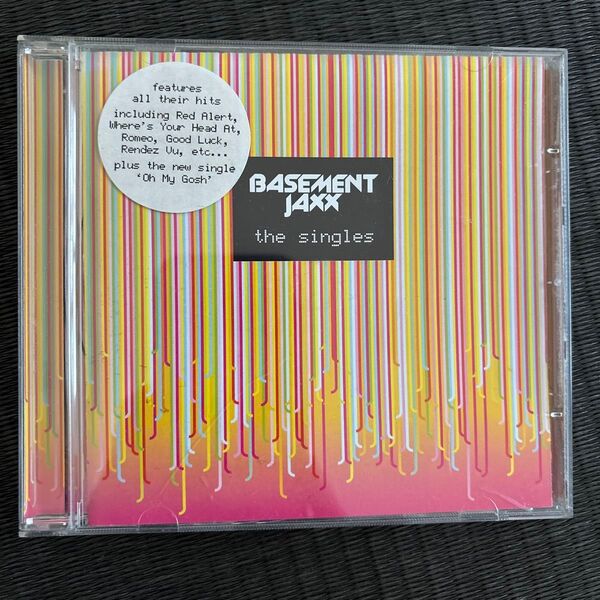 features
all their hits
including Red Alert,
Where's Your Head At,
Romeo, Good Luck,
Rendez Vu, etc...
plus the new single
'Oh My Gosh'
BASEMENT
JAXX
the singles